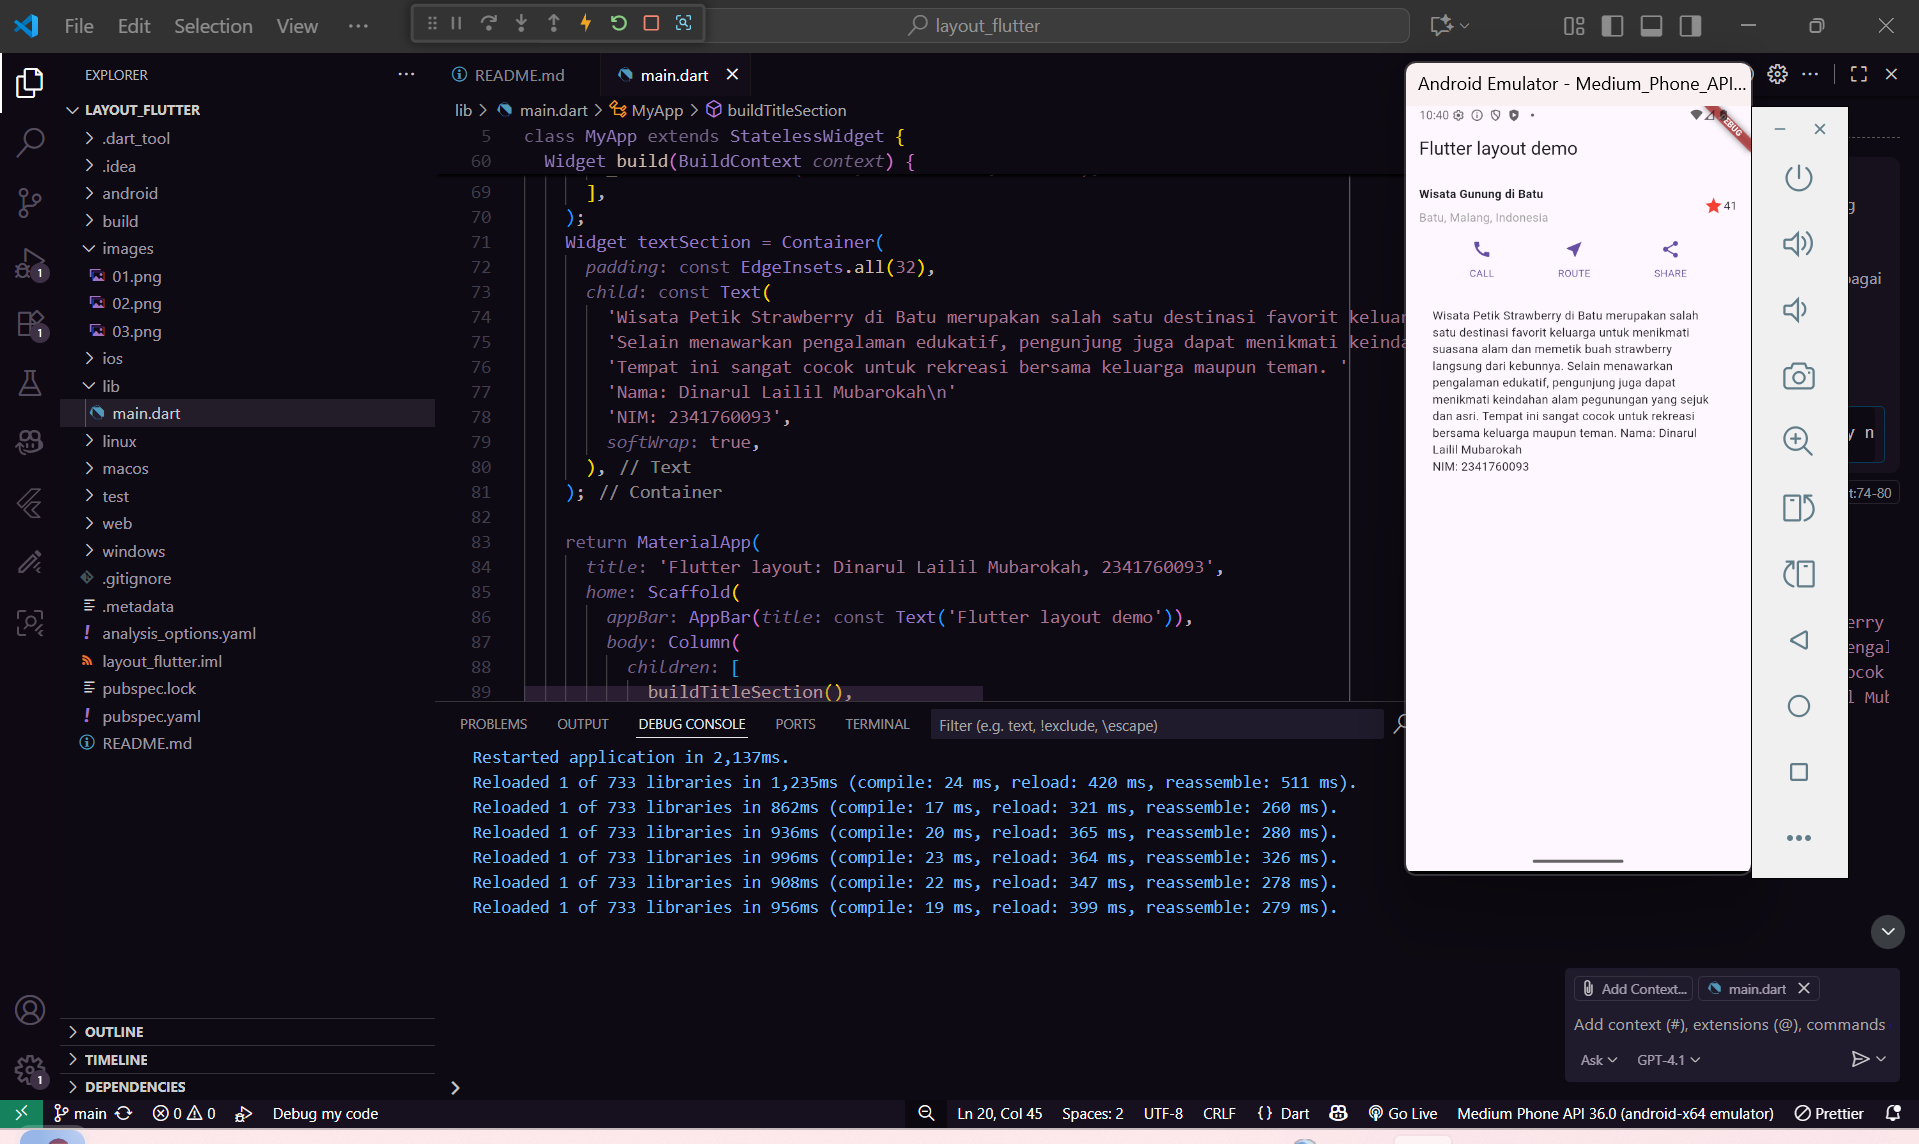 File Edit Selection View ···
layout_flutter
EXPLORER
LAYOUT_FLUTTER
.dart_tool
.idea
android
build
images
01.png
02.png
03.png
ios
lib
main.dart
linux
macos
test
web
windows
.gitignore
.metadata
analysis_options.yaml
layout_flutter.iml
pubspec.lock
pubspec.yaml
README.md
OUTLINE
TIMELINE
DEPENDENCIES
README.md main.dart
lib > main.dart > MyApp > buildTitleSection
5 class MyApp extends StatelessWidget {
60 Widget build(BuildContext context) {
69 ],
70 );
71 Widget textSection = Container(
72 padding: const EdgeInsets.all(32),
73 child: const Text(
74 'Wisata Petik Strawberry di Batu merupakan salah satu destinasi favorit keluar
75 'Selain menawarkan pengalaman edukatif, pengunjung juga dapat menikmati keinda
76 'Tempat ini sangat cocok untuk rekreasi bersama keluarga maupun teman. '
77 'Nama: Dinarul Lailil Mubarokah\n'
78 'NIM: 2341760093',
79 softWrap: true,
80 ), // Text
81 ); // Container
82
83 return MaterialApp(
84 title: 'Flutter layout: Dinarul Lailil Mubarokah, 2341760093',
85 home: Scaffold(
86 appBar: AppBar(title: const Text('Flutter layout demo')),
87 body: Column(
88 children: [
89 buildTitleSection(),
PROBLEMS OUTPUT DEBUG CONSOLE PORTS TERMINAL
Filter (e.g. text, !exclude, \escape)
Restarted application in 2,137ms.
Reloaded 1 of 733 libraries in 1,235ms (compile: 24 ms, reload: 420 ms, reassemble: 511 ms).
Reloaded 1 of 733 libraries in 862ms (compile: 17 ms, reload: 321 ms, reassemble: 260 ms).
Reloaded 1 of 733 libraries in 936ms (compile: 20 ms, reload: 365 ms, reassemble: 280 ms).
Reloaded 1 of 733 libraries in 996ms (compile: 23 ms, reload: 364 ms, reassemble: 326 ms).
Reloaded 1 of 733 libraries in 908ms (compile: 22 ms, reload: 347 ms, reassemble: 278 ms).
Reloaded 1 of 733 libraries in 956ms (compile: 19 ms, reload: 399 ms, reassemble: 279 ms).
Android Emulator - Medium_Phone_API...
10:40
Flutter layout demo
Wisata Gunung di Batu
Batu, Malang, Indonesia
41
CALL ROUTE SHARE
Wisata Petik Strawberry di Batu merupakan salah
satu destinasi favorit keluarga untuk menikmati
suasana alam dan memetik buah strawberry
langsung dari kebunnya. Selain menawarkan
pengalaman edukatif, pengunjung juga dapat
menikmati keindahan alam pegunungan yang sejuk
dan asri. Tempat ini sangat cocok untuk rekreasi
bersama keluarga maupun teman. Nama: Dinarul
Lailil Mubarokah
NIM: 2341760093
g
bagai
y n
t:74-80
erry
engal
ocok
l Mub
Add Context... main.dart
Add context (#), extensions (@), commands
Ask GPT-4.1
main 0 0 Debug my code
Ln 20, Col 45 Spaces: 2 UTF-8 CRLF {} Dart Go Live Medium Phone API 36.0 (android-x64 emulator) Prettier